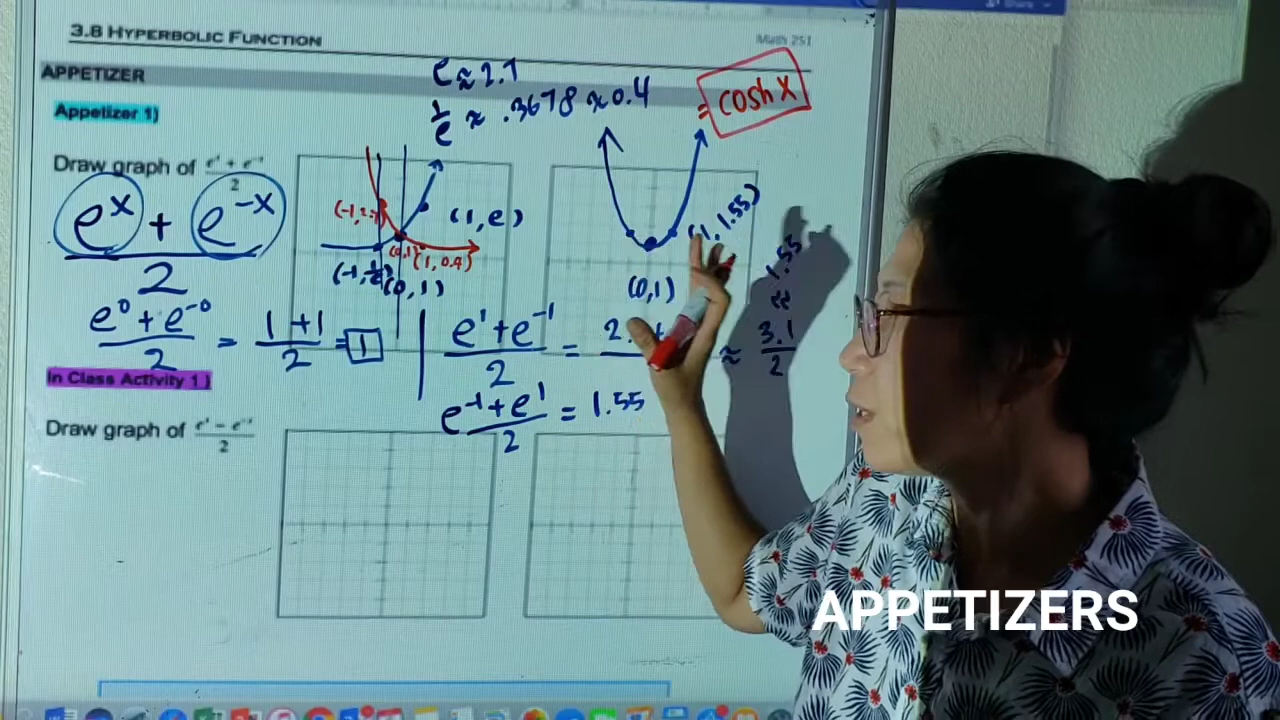 3.8 HYPERBOLIC FUNCTION
Math 251
APPETIZER
Appetizer 1)
e ≈ 2.7
1/e ≈ .3678 ≈ 0.4
= cosh x
Draw graph of
(e^x + e^-x)/2
(1, e)
(0,1)
(1, 0.4)
(0, 1)
(0,1)
1.55)
(e^0 + e^-0)/2 = (1 + 1)/2 = 1
(e^1 + e^-1)/2 =
≈ 3.1/2 ≈ 1.55
(e^-1 + e^1)/2 = 1.55
In Class Activity 1)
Draw graph of
APPETIZERS